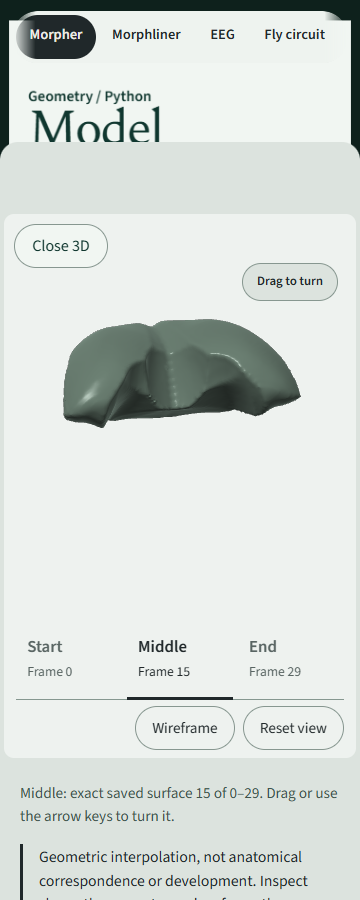 Morpher Morphliner EEG Fly circuit
Geometry / Python
Model
Close 3D
Drag to turn
Start Middle End
Frame 0 Frame 15 Frame 29
Wireframe Reset view
Middle: exact saved surface 15 of 0–29. Drag or use
the arrow keys to turn it.
Geometric interpolation, not anatomical
correspondence or development. Inspect